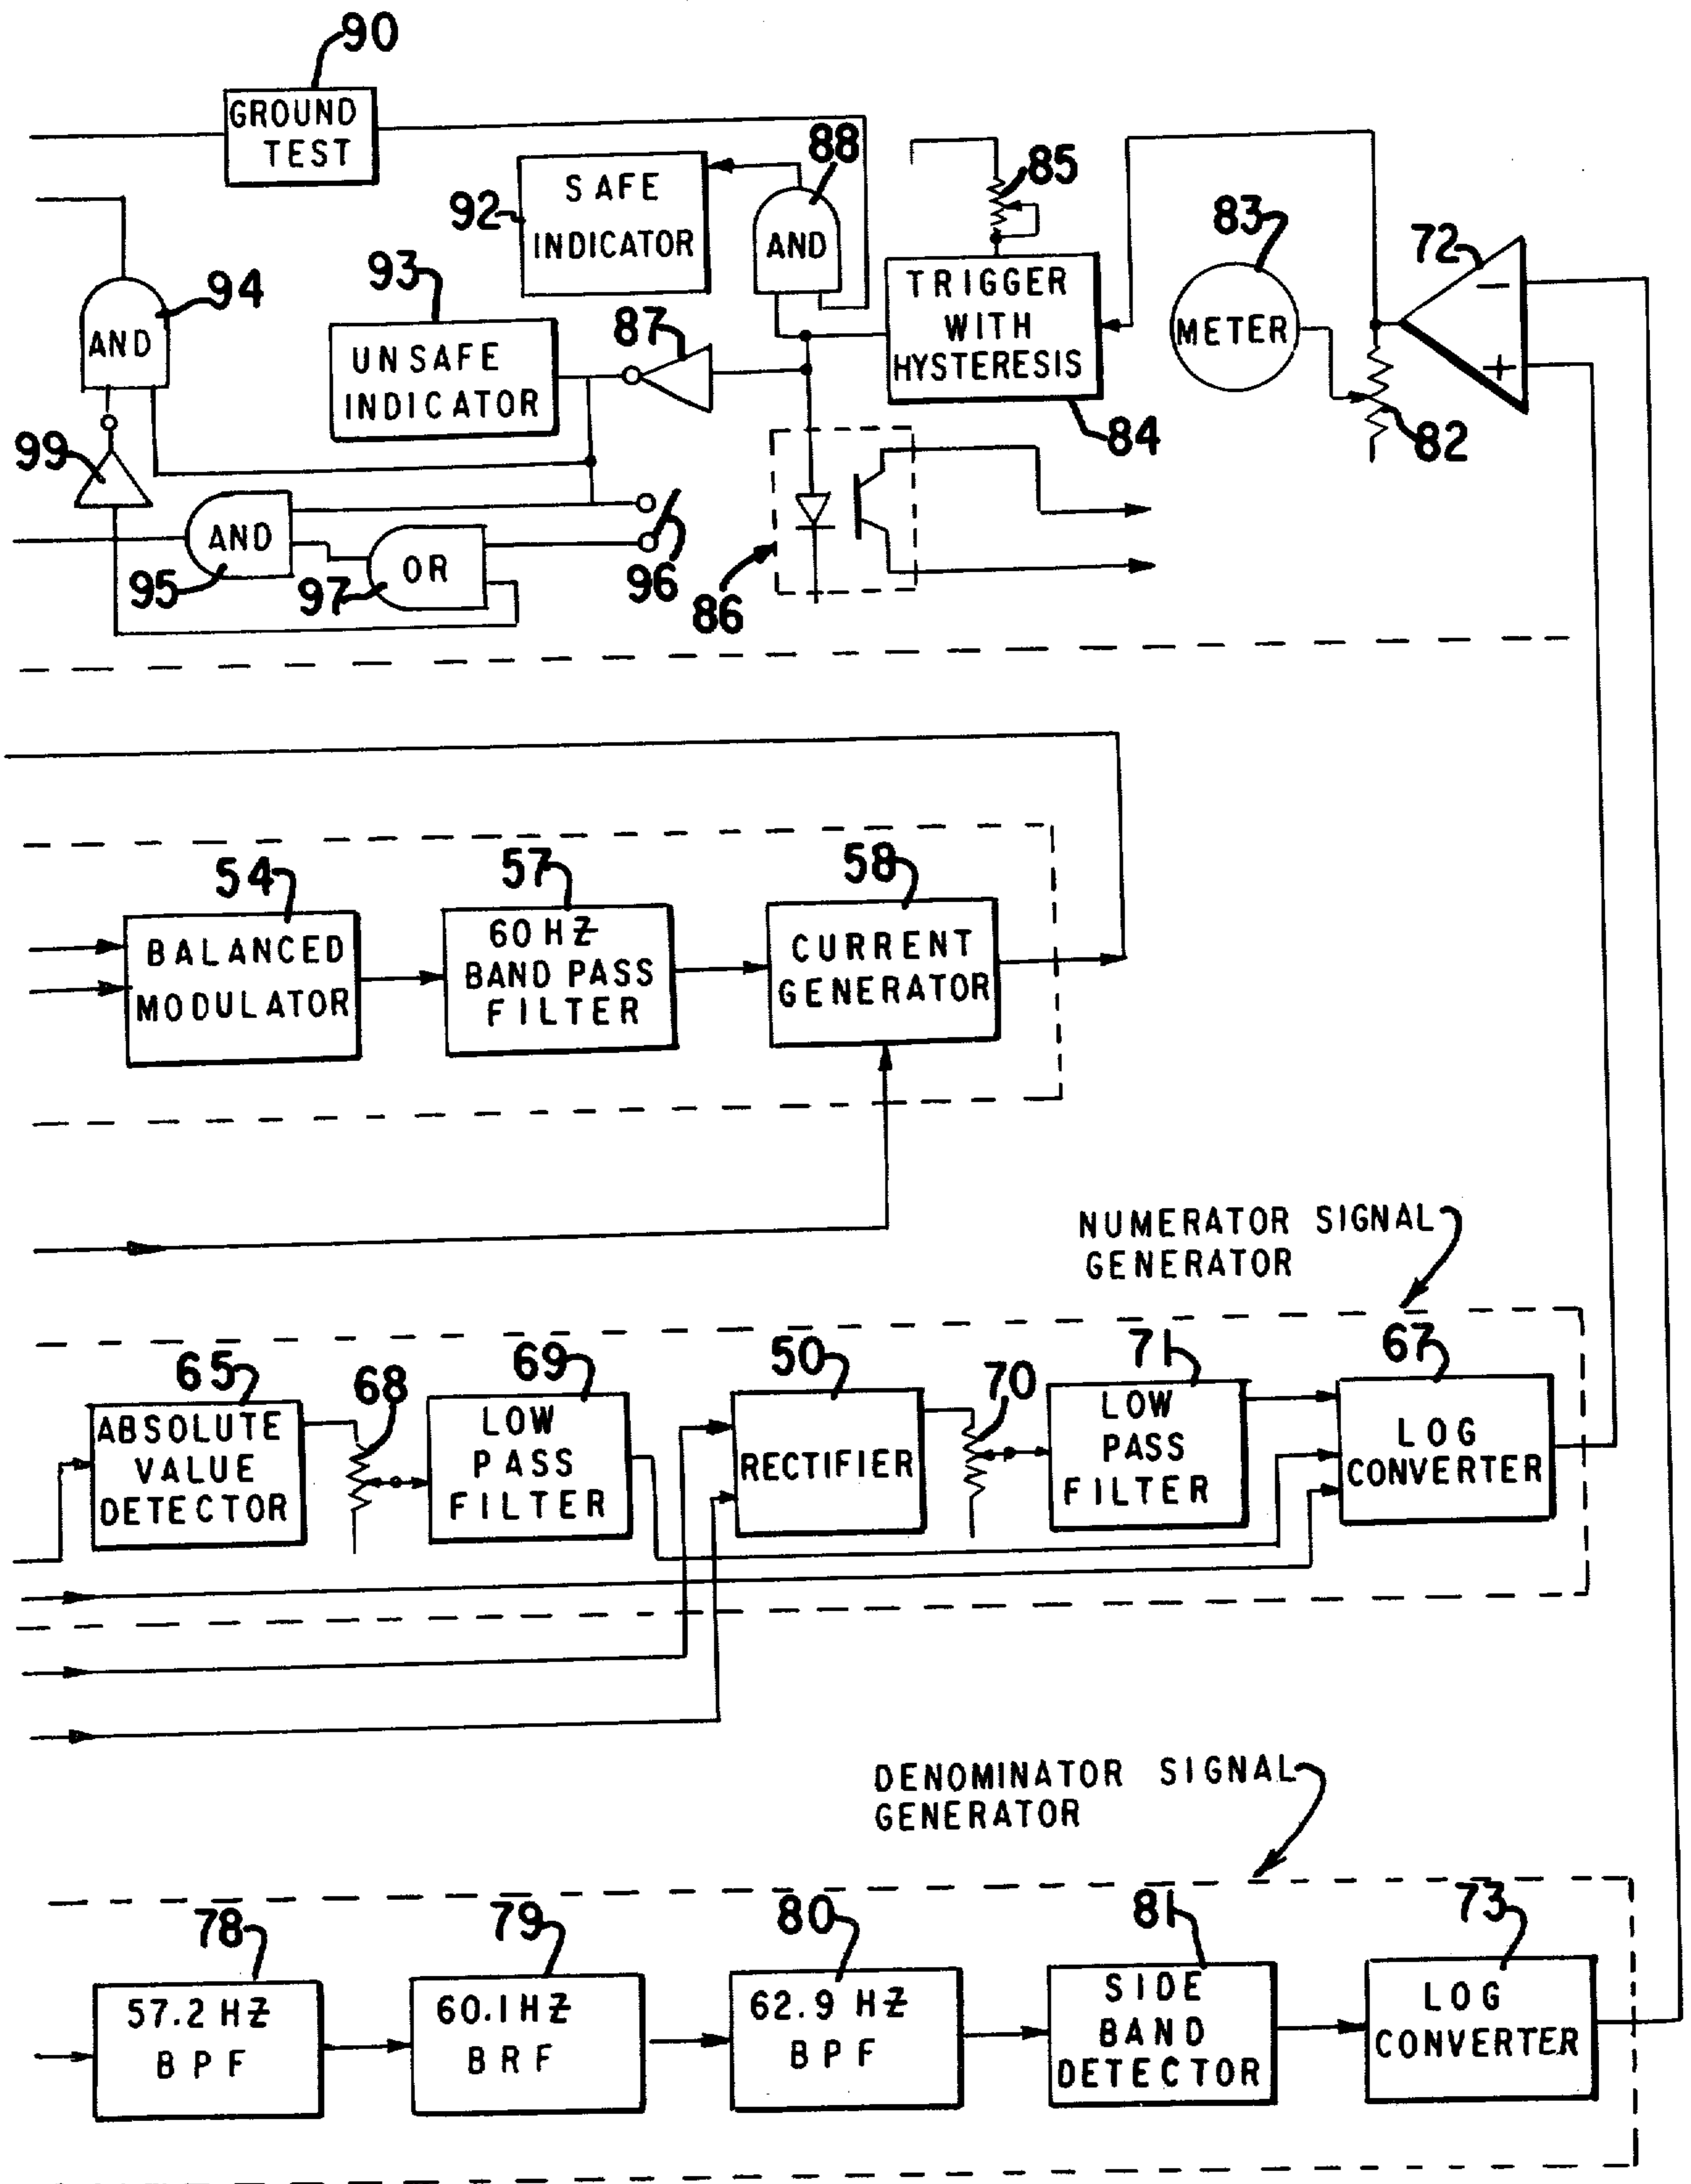 90
GROUND
TEST
88
85
SAFE
INDICATOR
92
AND
83
72
93
94
TRIGGER
WITH
HYSTERESIS
METER
−
+
AND
UNSAFE
INDICATOR
87
84
82
99
AND
95
OR
97
96
86
54
BALANCED
MODULATOR
57
60 HZ
BAND PASS
FILTER
58
CURRENT
GENERATOR
NUMERATOR SIGNAL
GENERATOR
65
ABSOLUTE
VALUE
DETECTOR
68
69
LOW
PASS
FILTER
50
RECTIFIER
70
71
LOW
PASS
FILTER
67
LOG
CONVERTER
DENOMINATOR SIGNAL
GENERATOR
78
57.2 HZ
BPF
79
60.1 HZ
BRF
80
62.9 HZ
BPF
81
SIDE
BAND
DETECTOR
73
LOG
CONVERTER